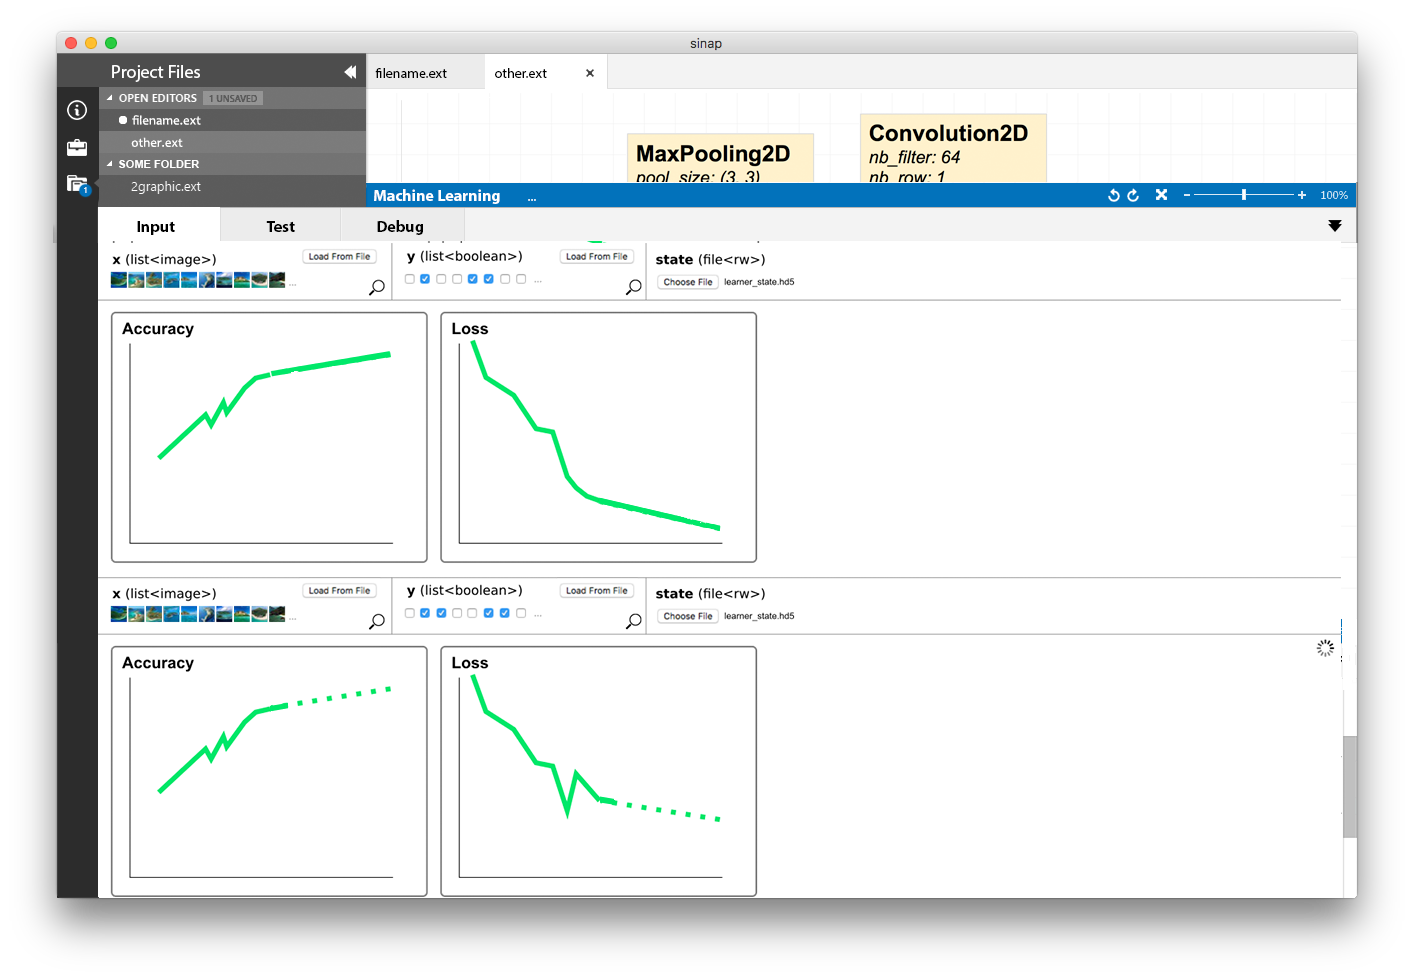 sinap
Project Files
filename.ext
other.ext
OPEN EDITORS 1 UNSAVED
filename.ext
other.ext
SOME FOLDER
2graphic.ext
1
MaxPooling2D
pool_size: (3, 3)
Convolution2D
nb_filter: 64
nb_row: 1
Machine Learning ...
100%
Input Test Debug
x (list<image>) Load From File
...
y (list<boolean>) Load From File
...
state (file<rw>)
Choose File learner_state.hd5
Accuracy
Loss
x (list<image>) Load From File
...
y (list<boolean>) Load From File
...
state (file<rw>)
Choose File learner_state.hd5
Accuracy
Loss